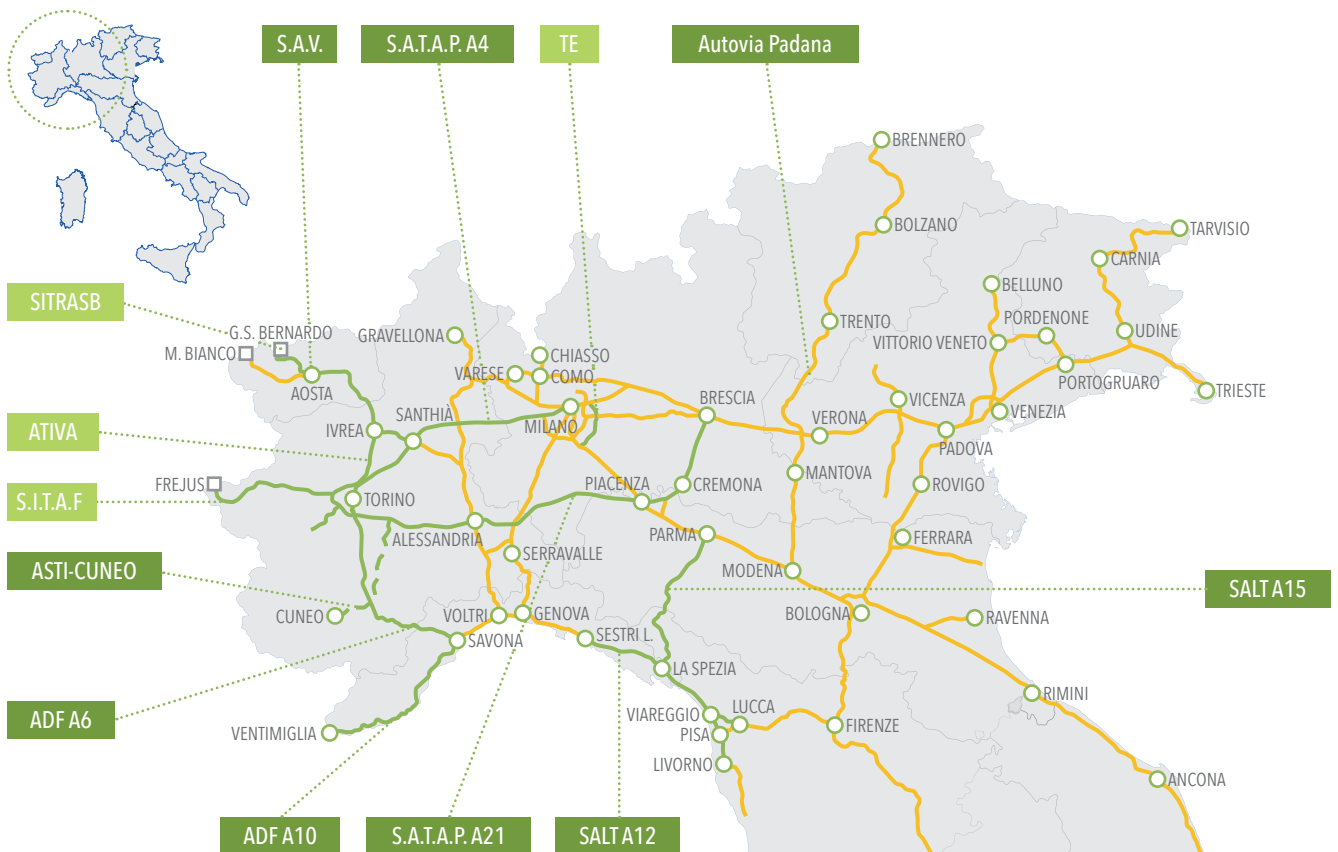 S.A.V.
S.A.T.A.P. A4
TE
Autovia Padana
BRENNERO
BOLZANO
TARVISIO
CARNIA
BELLUNO
SITRASB
PORDENONE
TRENTO
G.S. BERNARDO
GRAVELLONA
UDINE
VITTORIO VENETO
M. BIANCO
CHIASSO
VARESE
COMO
PORTOGRUARO
AOSTA
TRIESTE
BRESCIA
VICENZA
SANTHIÀ
VENEZIA
ATIVA
IVREA
MILANO
VERONA
PADOVA
MANTOVA
FREJUS
PIACENZA
CREMONA
ROVIGO
S.I.T.A.F
TORINO
PARMA
FERRARA
ALESSANDRIA
SERRAVALLE
ASTI-CUNEO
MODENA
SALT A15
CUNEO
VOLTRI
GENOVA
BOLOGNA
RAVENNA
SAVONA
SESTRI L.
LA SPEZIA
RIMINI
ADF A6
VIAREGGIO
LUCCA
VENTIMIGLIA
PISA
FIRENZE
LIVORNO
ANCONA
ADF A10
S.A.T.A.P. A21
SALT A12